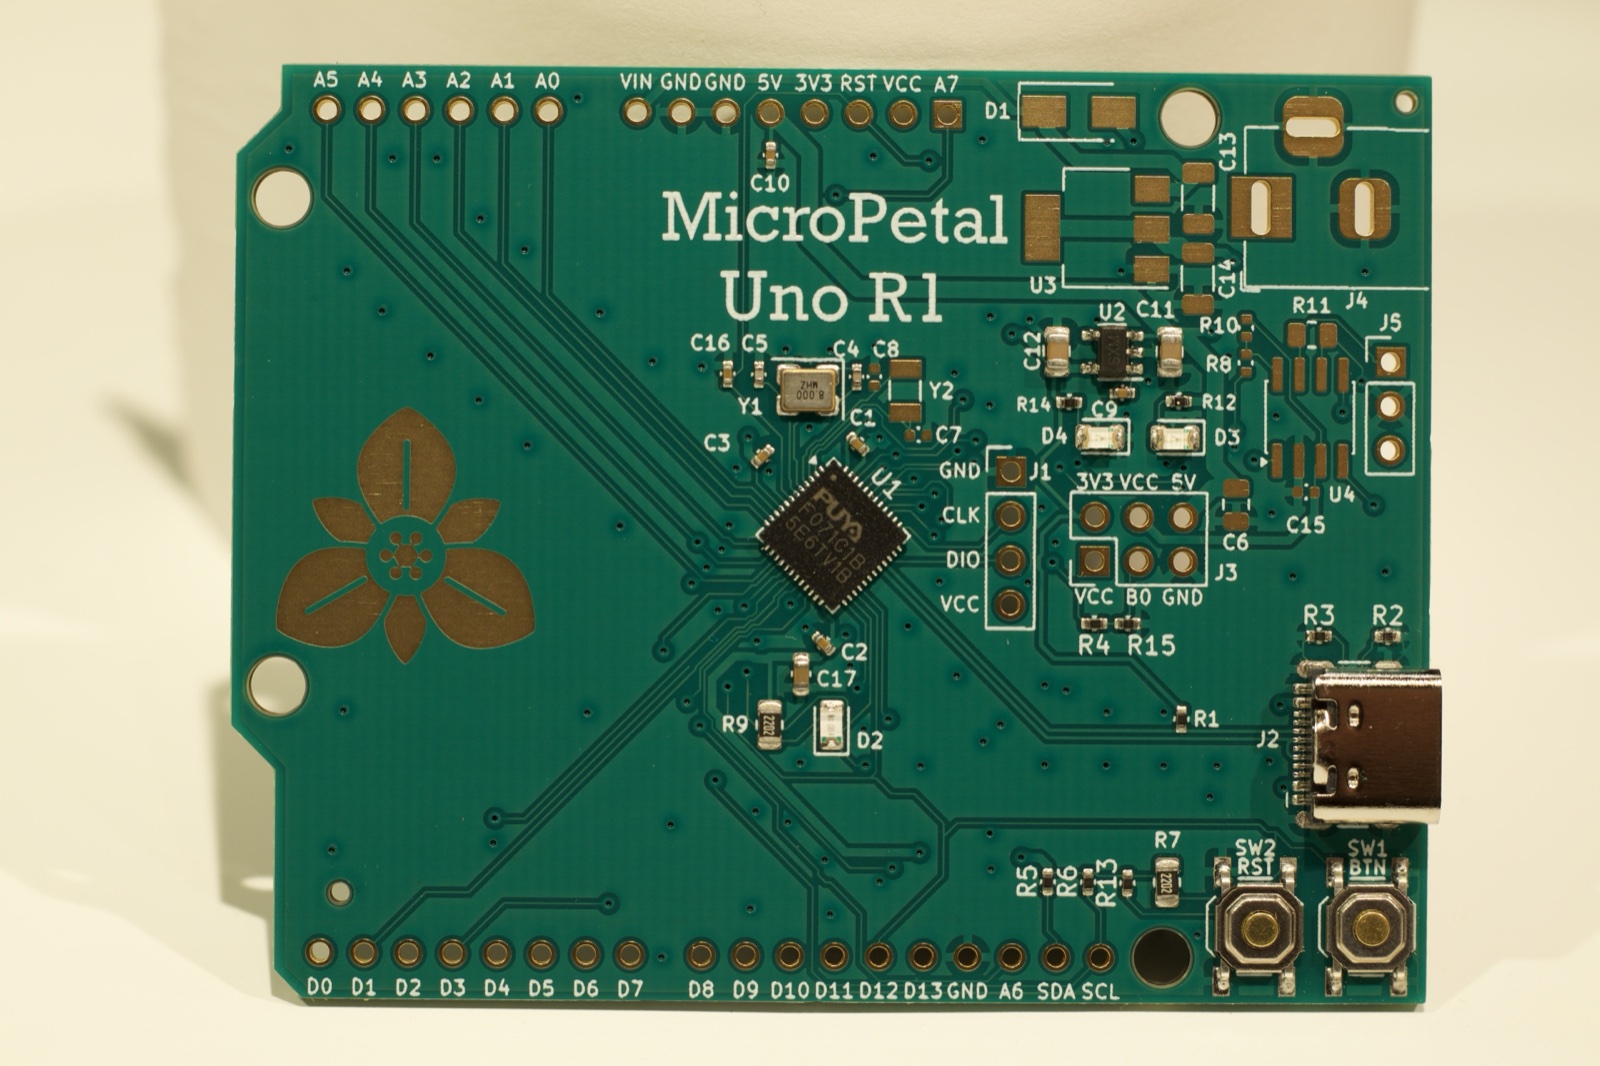 A5 A4 A3 A2 A1 A0 VIN GND GND 5V 3V3 RST VCC A7
D1
C13
C10
MicroPetal
Uno R1
U3
C14
J4
C11
U2
R10
R11
J5
C12
R8
C16 C5 C4 C8
8.000
MHZ
Y1
Y2
R14
C9
R12
C1
C7
D4
D3
C3
U1
GND
J1
CLK
DIO
VCC
3V3 VCC 5V
U4
C15
C6
J3
VCC B0 GND
PUYA
F071C1B
5E6TV1B
R4 R15
R3 R2
C2
C17
R9
2202
D2
R1
J2
R7
2202
R5
R6
R13
SW2
RST
SW1
BTN
D0 D1 D2 D3 D4 D5 D6 D7 D8 D9 D10 D11 D12 D13 GND A6 SDA SCL